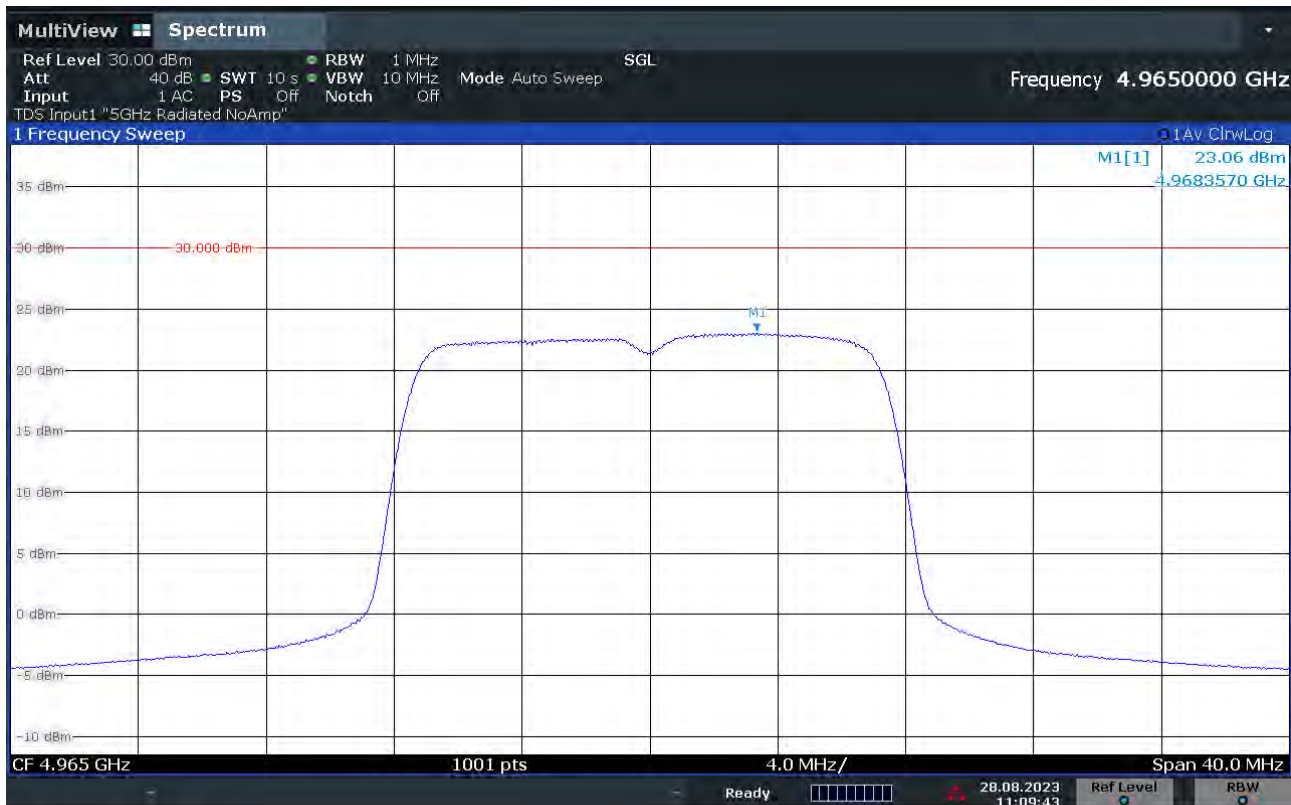 MultiView Spectrum
Ref Level 30.00 dBm RBW 1 MHz SGL
Att 40 dB SWT 10 s VBW 10 MHz Mode Auto Sweep Frequency 4.9650000 GHz
Input 1 AC PS Off Notch Off
TDS Input1 "5GHz Radiated NoAmp"
1 Frequency Sweep 1Av ClrwLog
M1[1] 23.06 dBm
4.9683570 GHz
35 dBm
30 dBm 30.000 dBm
25 dBm
M1
20 dBm
15 dBm
10 dBm
5 dBm
0 dBm
-5 dBm
-10 dBm
CF 4.965 GHz 1001 pts 4.0 MHz/ Span 40.0 MHz
Ready 28.08.2023 Ref Level RBW
11:09:43